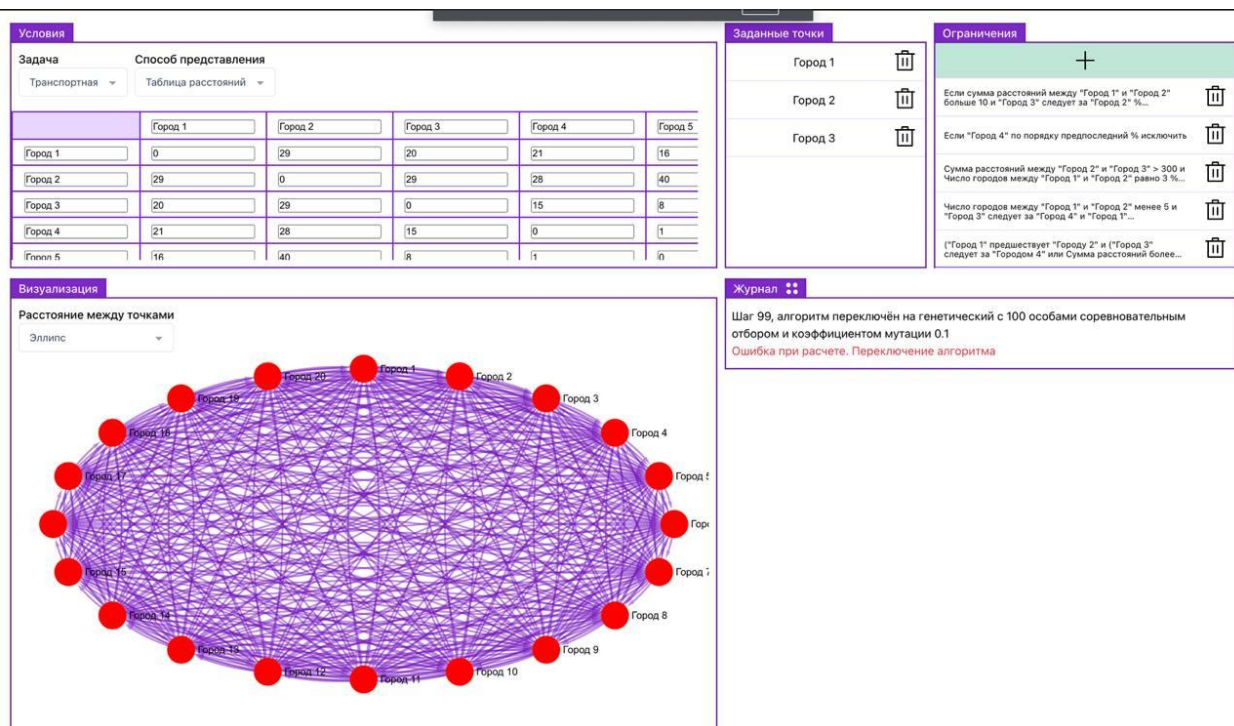 Условия
Задача
Способ представления
Транспортная
Таблица расстояний
Город 1 Город 2 Город 3 Город 4 Город 5
Город 1 0 29 20 21 16
Город 2 29 0 29 28 40
Город 3 20 29 0 15 8
Город 4 21 28 15 0 1
Город 5 16 40 8 1 0
Заданные точки
Город 1
Город 2
Город 3
Ограничения
+
Если сумма расстояний между "Город 1" и "Город 2"
больше 10 и "Город 3" следует за "Город 2" %...
Если "Город 4" по порядку предпоследний % исключить
Сумма расстояний между "Город 2" и "Город 3" > 300 и
Число городов между "Город 1" и "Город 2" равно 3 %...
Число городов между "Город 1" и "Город 2" менее 5 и
"Город 3" следует за "Город 4" и "Город 1"...
("Город 1" предшествует "Городу 2" и ("Город 3"
следует за "Городом 4" или Сумма расстояний более...
Визуализация
Расстояние между точками
Эллипс
Город 20
Город 1
Город 2
Город 19
Город 3
Город 18
Город 4
Город 17
Город
Горо
Город 15
Город 7
Город 14
Город 8
Город 13
Город 9
Город 12
Город 11
Город 10
Журнал
Шаг 99, алгоритм переключён на генетический с 100 особами соревновательным
отбором и коэффициентом мутации 0.1
Ошибка при расчете. Переключение алгоритма